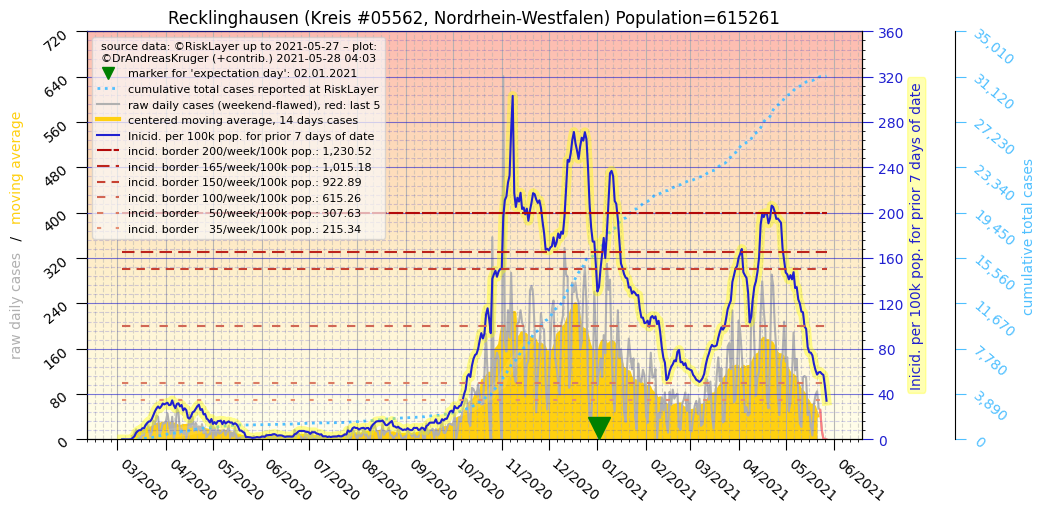 Recklinghausen (Kreis #05562, Nordrhein-Westfalen) Population=615261
source data: ©RiskLayer up to 2021-05-27 – plot:
©DrAndreasKruger (+contrib.) 2021-05-28 04:03
marker for 'expectation day': 02.01.2021
cumulative total cases reported at RiskLayer
raw daily cases (weekend-flawed), red: last 5
centered moving average, 14 days cases
Inicid. per 100k pop. for prior 7 days of date
incid. border 200/week/100k pop.: 1,230.52
incid. border 165/week/100k pop.: 1,015.18
incid. border 150/week/100k pop.: 922.89
incid. border 100/week/100k pop.: 615.26
incid. border   50/week/100k pop.: 307.63
incid. border   35/week/100k pop.: 215.34
raw daily cases / moving average
720
640
560
480
400
320
240
160
80
0
03/2020
04/2020
05/2020
06/2020
07/2020
08/2020
09/2020
10/2020
11/2020
12/2020
01/2021
02/2021
03/2021
04/2021
05/2021
06/2021
360
320
280
240
200
160
120
80
40
0
Inicid. per 100k pop. for prior 7 days of date
35,010
31,120
27,230
23,340
19,450
15,560
11,670
7,780
3,890
0
cumulative total cases